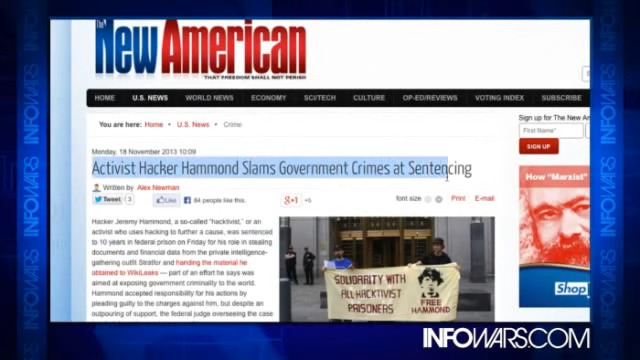 The New American
THAT FREEDOM SHALL NOT PERISH
HOME U.S. NEWS WORLD NEWS ECONOMY SCI/TECH CULTURE OP-ED/REVIEWS VOTING INDEX SUBSCRIBE
You are here: Home U.S. News Crime
Monday, 18 November 2013 10:09
Activist Hacker Hammond Slams Government Crimes at Sentencing
Written by Alex Newman
Tweet 3 Like 84 people like this. +1 +6 font size Print E-mail
Hacker Jeremy Hammond, a so-called "hacktivist," or an
activist who uses hacking to further a cause, was sentenced
to 10 years in federal prison on Friday for his role in stealing
documents and financial data from the private intelligence-
gathering outfit Stratfor and handing the material he
obtained to WikiLeaks — part of an effort he says was
aimed at exposing government criminality to the world.
Hammond accepted responsibility for his actions by
pleading guilty to the charges against him, but despite an
outpouring of support, the federal judge overseeing the case
SOLIDARITY WITH
ALL HACKTIVIST
PRISONERS
FREE
HAMMOND
Sign up for The New Am
First Name*
SIGN UP
How "Marxist"
Shop
INFOWARS
INFOWARS
INFOWARS
INFOWARS
INFOWARS.COM